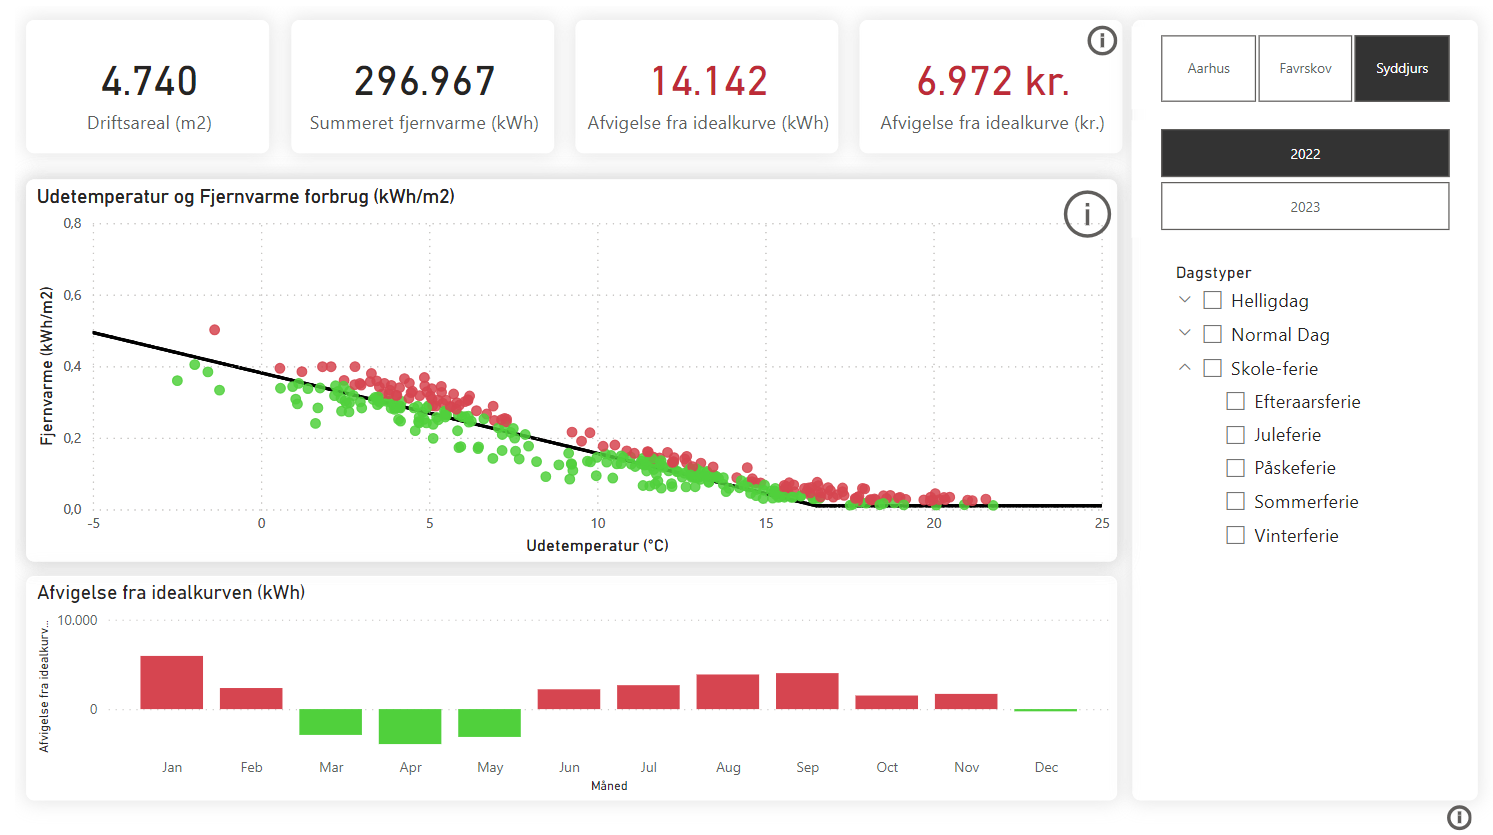 4.740
Driftsareal (m2)
296.967
Summeret fjernvarme (kWh)
14.142
Afvigelse fra idealkurve (kWh)
6.972 kr.
Afvigelse fra idealkurve (kr.)
Aarhus
Favrskov
Syddjurs
2022
2023
Dagstyper
Helligdag
Normal Dag
Skole-ferie
Efteraarsferie
Juleferie
Påskeferie
Sommerferie
Vinterferie
Udetemperatur og Fjernvarme forbrug (kWh/m2)
Fjernvarme (kWh/m2)
0,8
0,6
0,4
0,2
0,0
-5 0 5 10 15 20 25
Udetemperatur (°C)
Afvigelse fra idealkurven (kWh)
Afvigelse fra idealkurv...
10.000
0
Jan Feb Mar Apr May Jun Jul Aug Sep Oct Nov Dec
Måned